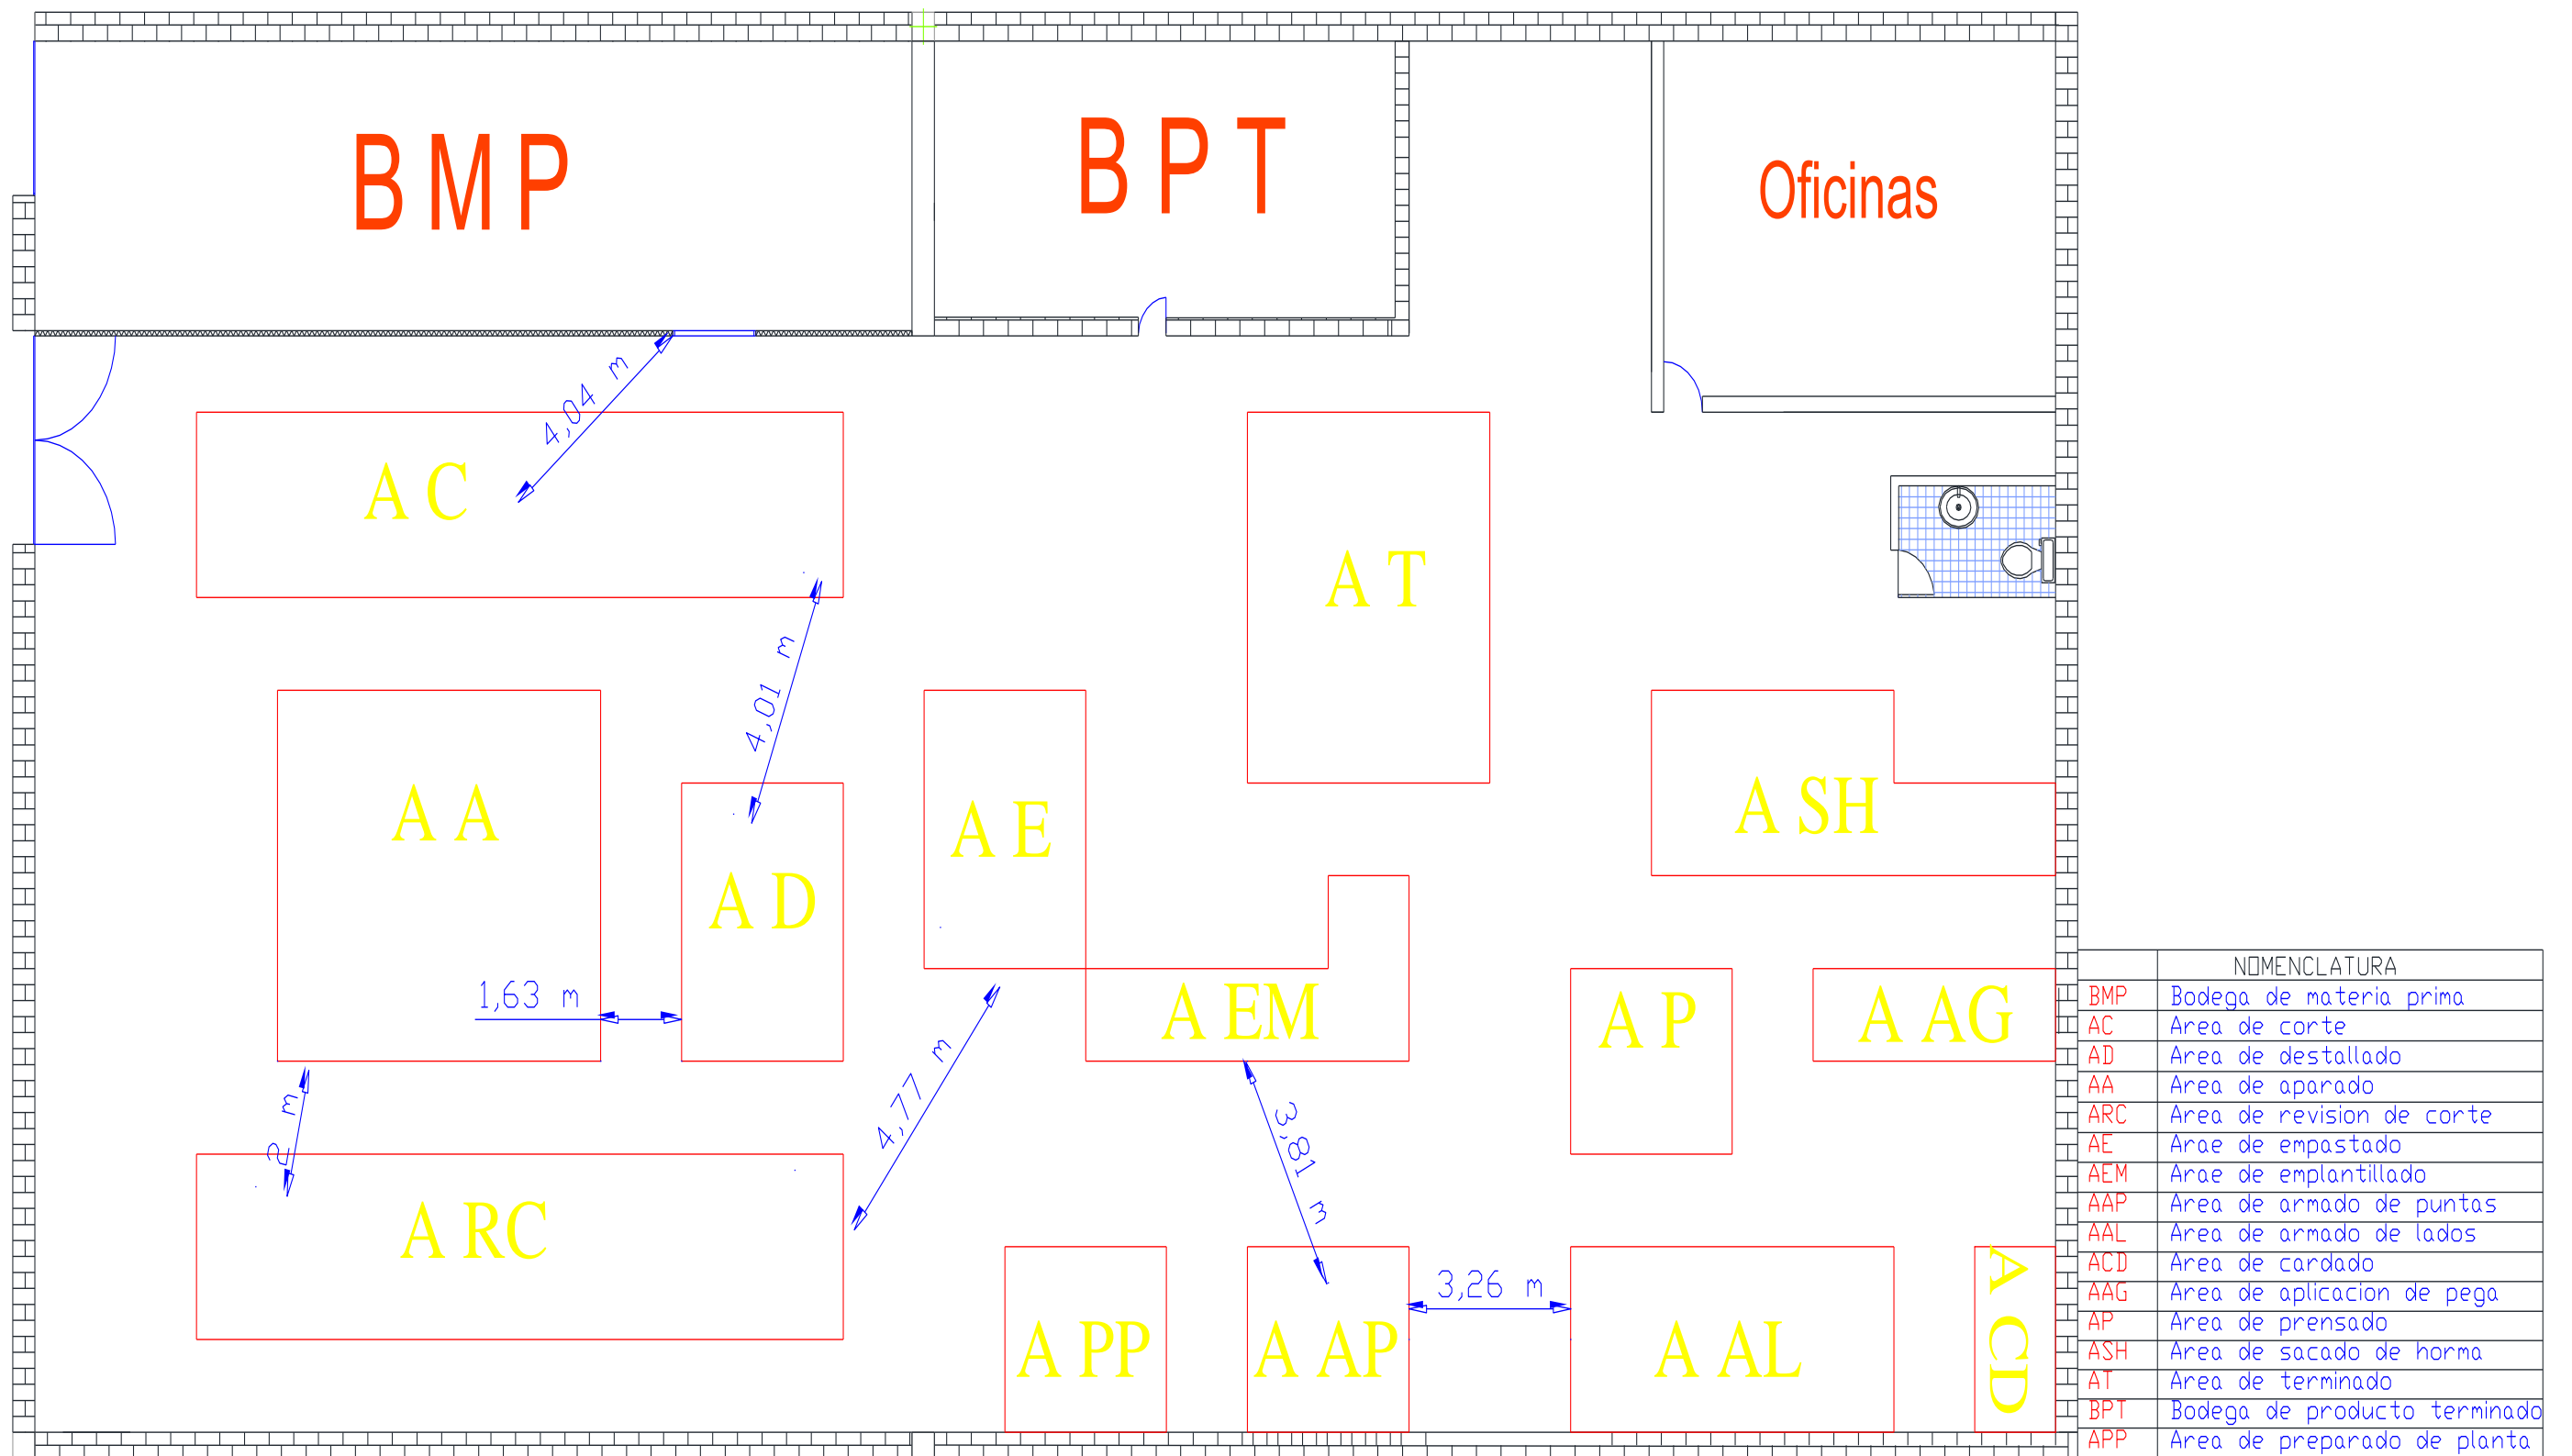 BMP
BPT
Oficinas
4,04 m
AC
AT
4,01 m
AA
AE
ASH
AD
1,63 m
AEM
AP
AAG
2 m
4,77 m
3,81 m
ARC
3,26 m
APP
AAP
AAL
ACD
NOMENCLATURA
BMP Bodega de materia prima
AC Area de corte
AD Area de destallado
AA Area de aparado
ARC Area de revision de corte
AE Arae de empastado
AEM Arae de emplantillado
AAP Area de armado de puntas
AAL Area de armado de lados
ACD Area de cardado
AAG Area de aplicacion de pega
AP Area de prensado
ASH Area de sacado de horma
AT Area de terminado
BPT Bodega de producto terminado
APP Area de preparado de planta